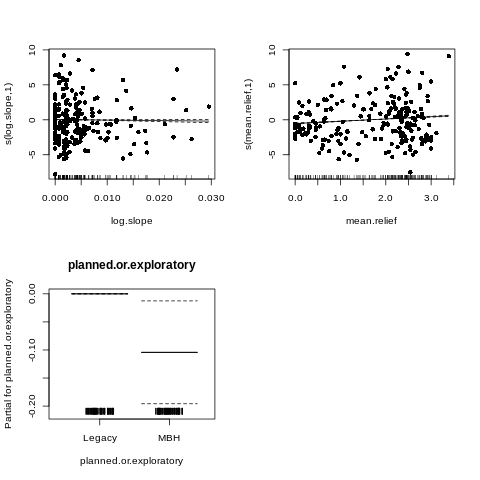 s(log.slope,1)
10
5
0
-5
0.000
0.010
0.020
0.030
log.slope
s(mean.relief,1)
10
5
0
-5
0.0
1.0
2.0
3.0
mean.relief
planned.or.exploratory
Partial for planned.or.exploratory
0.00
-0.10
-0.20
Legacy
MBH
planned.or.exploratory